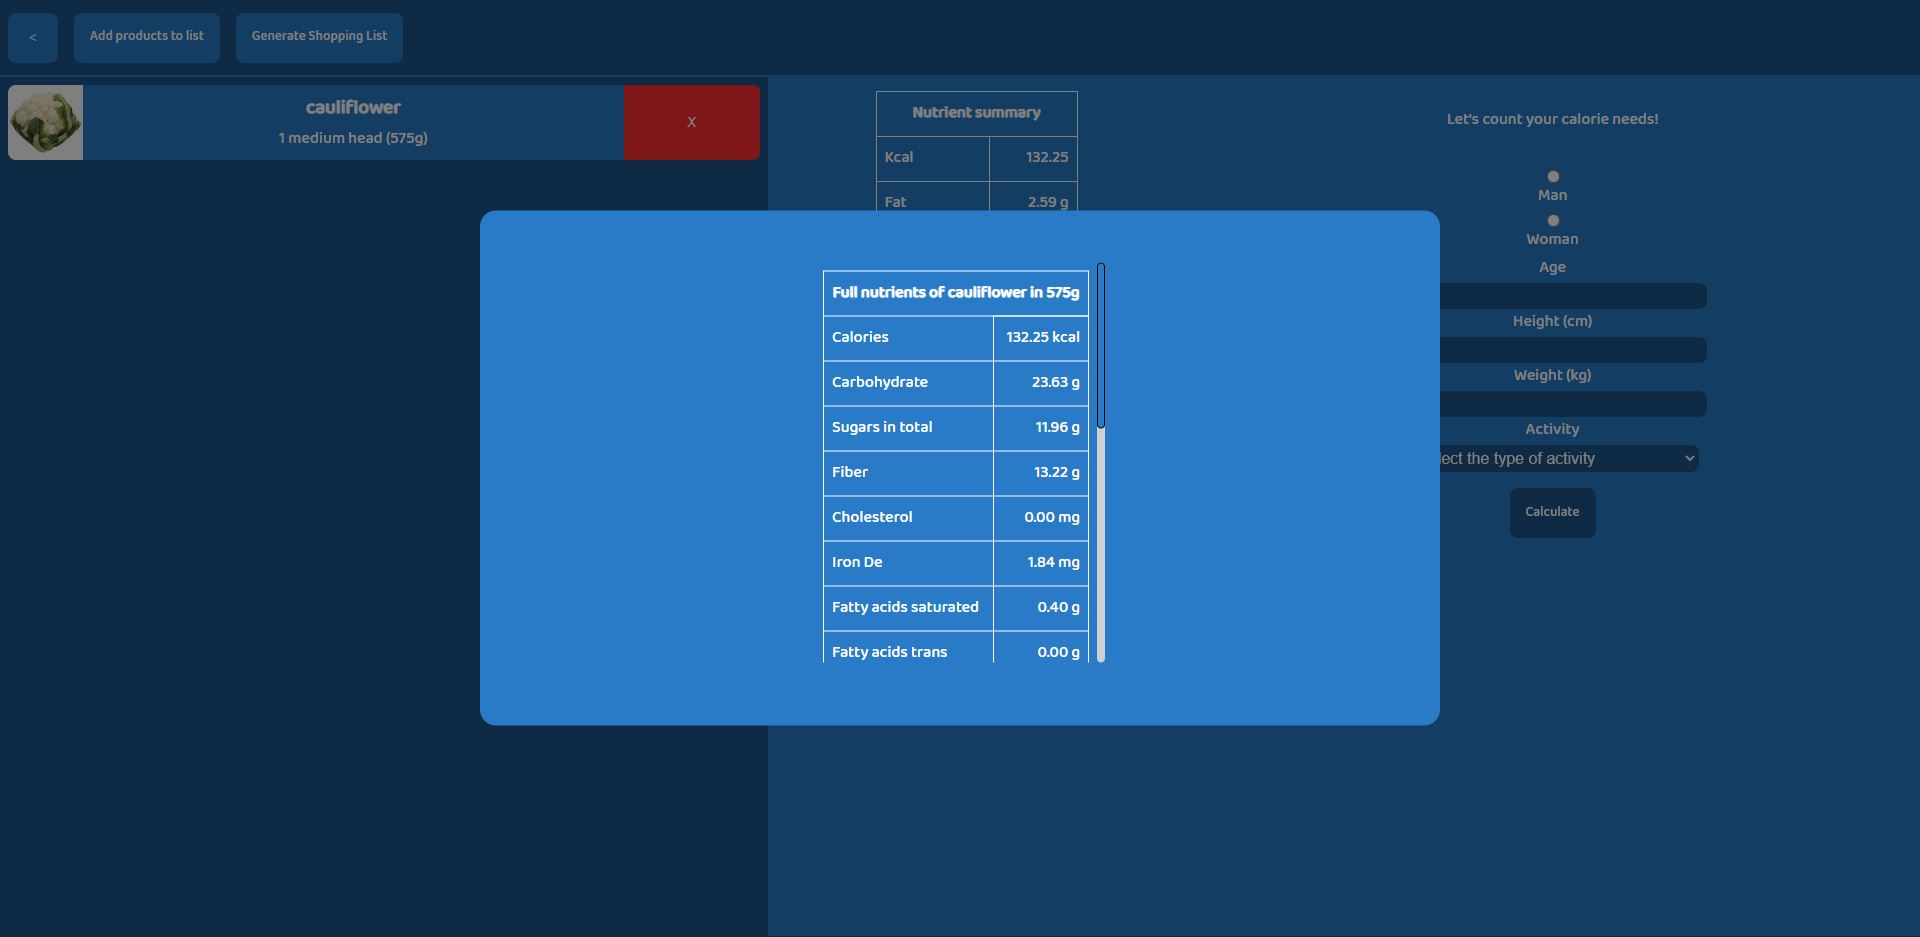 <
Add products to list
Generate Shopping List
cauliflower
1 medium head (575g)
X
Nutrient summary
Kcal 132.25
Fat 2.59 g
Let's count your calorie needs!
Man
Woman
Age
Height (cm)
Weight (kg)
Activity
lect the type of activity
Calculate
Full nutrients of cauliflower in 575g
Calories 132.25 kcal
Carbohydrate 23.63 g
Sugars in total 11.96 g
Fiber 13.22 g
Cholesterol 0.00 mg
Iron De 1.84 mg
Fatty acids saturated 0.40 g
Fatty acids trans 0.00 g